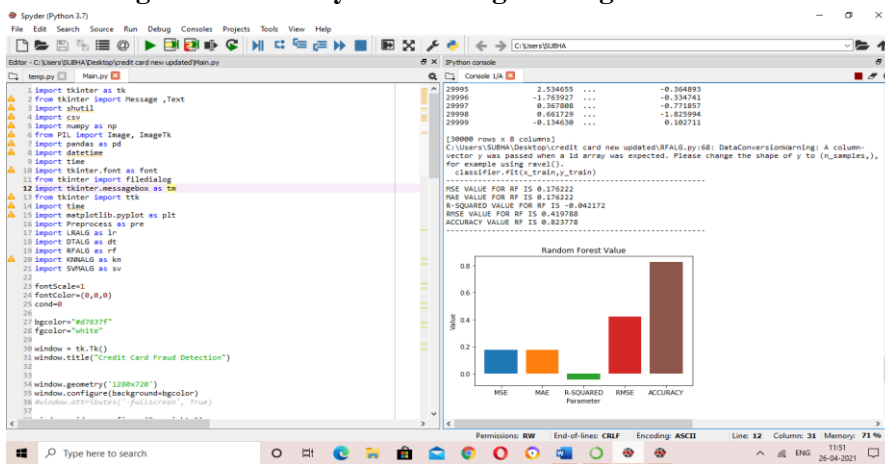 Spyder (Python 3.7)
File Edit Search Source Run Debug Consoles Projects Tools View Help
C:\Users\SUBHA
Editor - C:\Users\SUBHA\Desktop\credit card new updated\Main.py
temp.py Main.py
1 import tkinter as tk
2 from tkinter import Message ,Text
3 import shutil
4 import csv
5 import numpy as np
6 from PIL import Image, ImageTk
7 import pandas as pd
8 import datetime
9 import time
10 import tkinter.font as font
11 from tkinter import filedialog
12 import tkinter.messagebox as tm
13 from tkinter import ttk
14 import time
15 import matplotlib.pyplot as plt
16 import Preprocess as pre
17 import LRALG as lr
18 import DTALG as dt
19 import RFALG as rf
20 import KNNALG as kn
21 import SVMALG as sv
22
23 fontScale=1
24 fontColor=(0,0,0)
25 cond=0
26
27 bgcolor="#d7837f"
28 fgcolor="white"
29
30 window = tk.Tk()
31 window.title("Credit Card Fraud Detection")
32
33
34 window.geometry('1280x720')
35 window.configure(background=bgcolor)
36 #window.attributes('-fullscreen', True)
37
IPython console
Console 1/A
29995 2.534655 ... -0.364893
29996 -1.763927 ... -0.334741
29997 0.367808 ... -0.771857
29998 0.661729 ... -1.825994
29999 -0.134630 ... 0.102711
[30000 rows x 8 columns]
C:\Users\SUBHA\Desktop\credit card new updated\RFALG.py:68: DataConversionWarning: A column-
vector y was passed when a 1d array was expected. Please change the shape of y to (n_samples,),
for example using ravel().
classifier.fit(x_train,y_train)
------------------------------------------------------
MSE VALUE FOR RF IS 0.176222
MAE VALUE FOR RF IS 0.176222
R-SQUARED VALUE FOR RF IS -0.042172
RMSE VALUE FOR RF IS 0.419788
ACCURACY VALUE RF IS 0.823778
------------------------------------------------------
Random Forest Value
0.8
0.6
0.4
0.2
0.0
Value
MSE MAE R-SQUARED RMSE ACCURACY
Parameter
Permissions: RW End-of-lines: CRLF Encoding: ASCII Line: 12 Column: 31 Memory: 71 %
Type here to search
ENG
11:51
26-04-2021